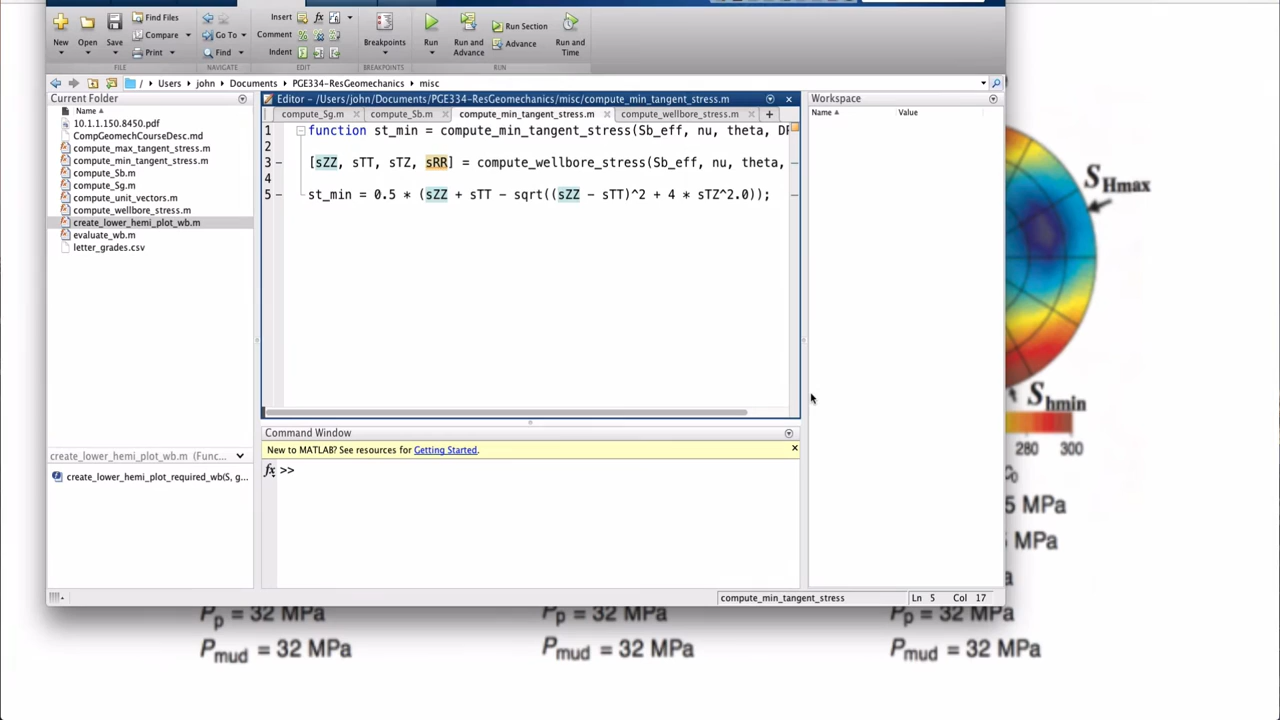 New
Open
Save
Find Files
Compare
Print
FILE
Go To
Find
NAVIGATE
Insert
Comment
Indent
EDIT
Breakpoints
BREAKPOINTS
Run
Run and
Advance
Run Section
Advance
Run and
Time
RUN
/ Users john Documents PGE334-ResGeomechanics misc
Current Folder
Name
10.1.1.150.8450.pdf
CompGeomechCourseDesc.md
compute_max_tangent_stress.m
compute_min_tangent_stress.m
compute_Sb.m
compute_Sg.m
compute_unit_vectors.m
compute_wellbore_stress.m
create_lower_hemi_plot_wb.m
evaluate_wb.m
letter_grades.csv
create_lower_hemi_plot_wb.m (Func...
create_lower_hemi_plot_required_wb(S, g...
Editor - /Users/john/Documents/PGE334-ResGeomechanics/misc/compute_min_tangent_stress.m
compute_Sg.m compute_Sb.m compute_min_tangent_stress.m compute_wellbore_stress.m
1 function st_min = compute_min_tangent_stress(Sb_eff, nu, theta, DP
2
3 [sZZ, sTT, sTZ, sRR] = compute_wellbore_stress(Sb_eff, nu, theta,
4
5 st_min = 0.5 * (sZZ + sTT - sqrt((sZZ - sTT)^2 + 4 * sTZ^2.0));
Command Window
New to MATLAB? See resources for Getting Started.
fx >>
Workspace
Name Value
compute_min_tangent_stress
Ln 5 Col 17
SHmax
Shmin
280 300
5 MPa
MPa
Pp = 32 MPa
Pmud = 32 MPa
Pp = 32 MPa
Pmud = 32 MPa
Pp = 32 MPa
Pmud = 32 MPa